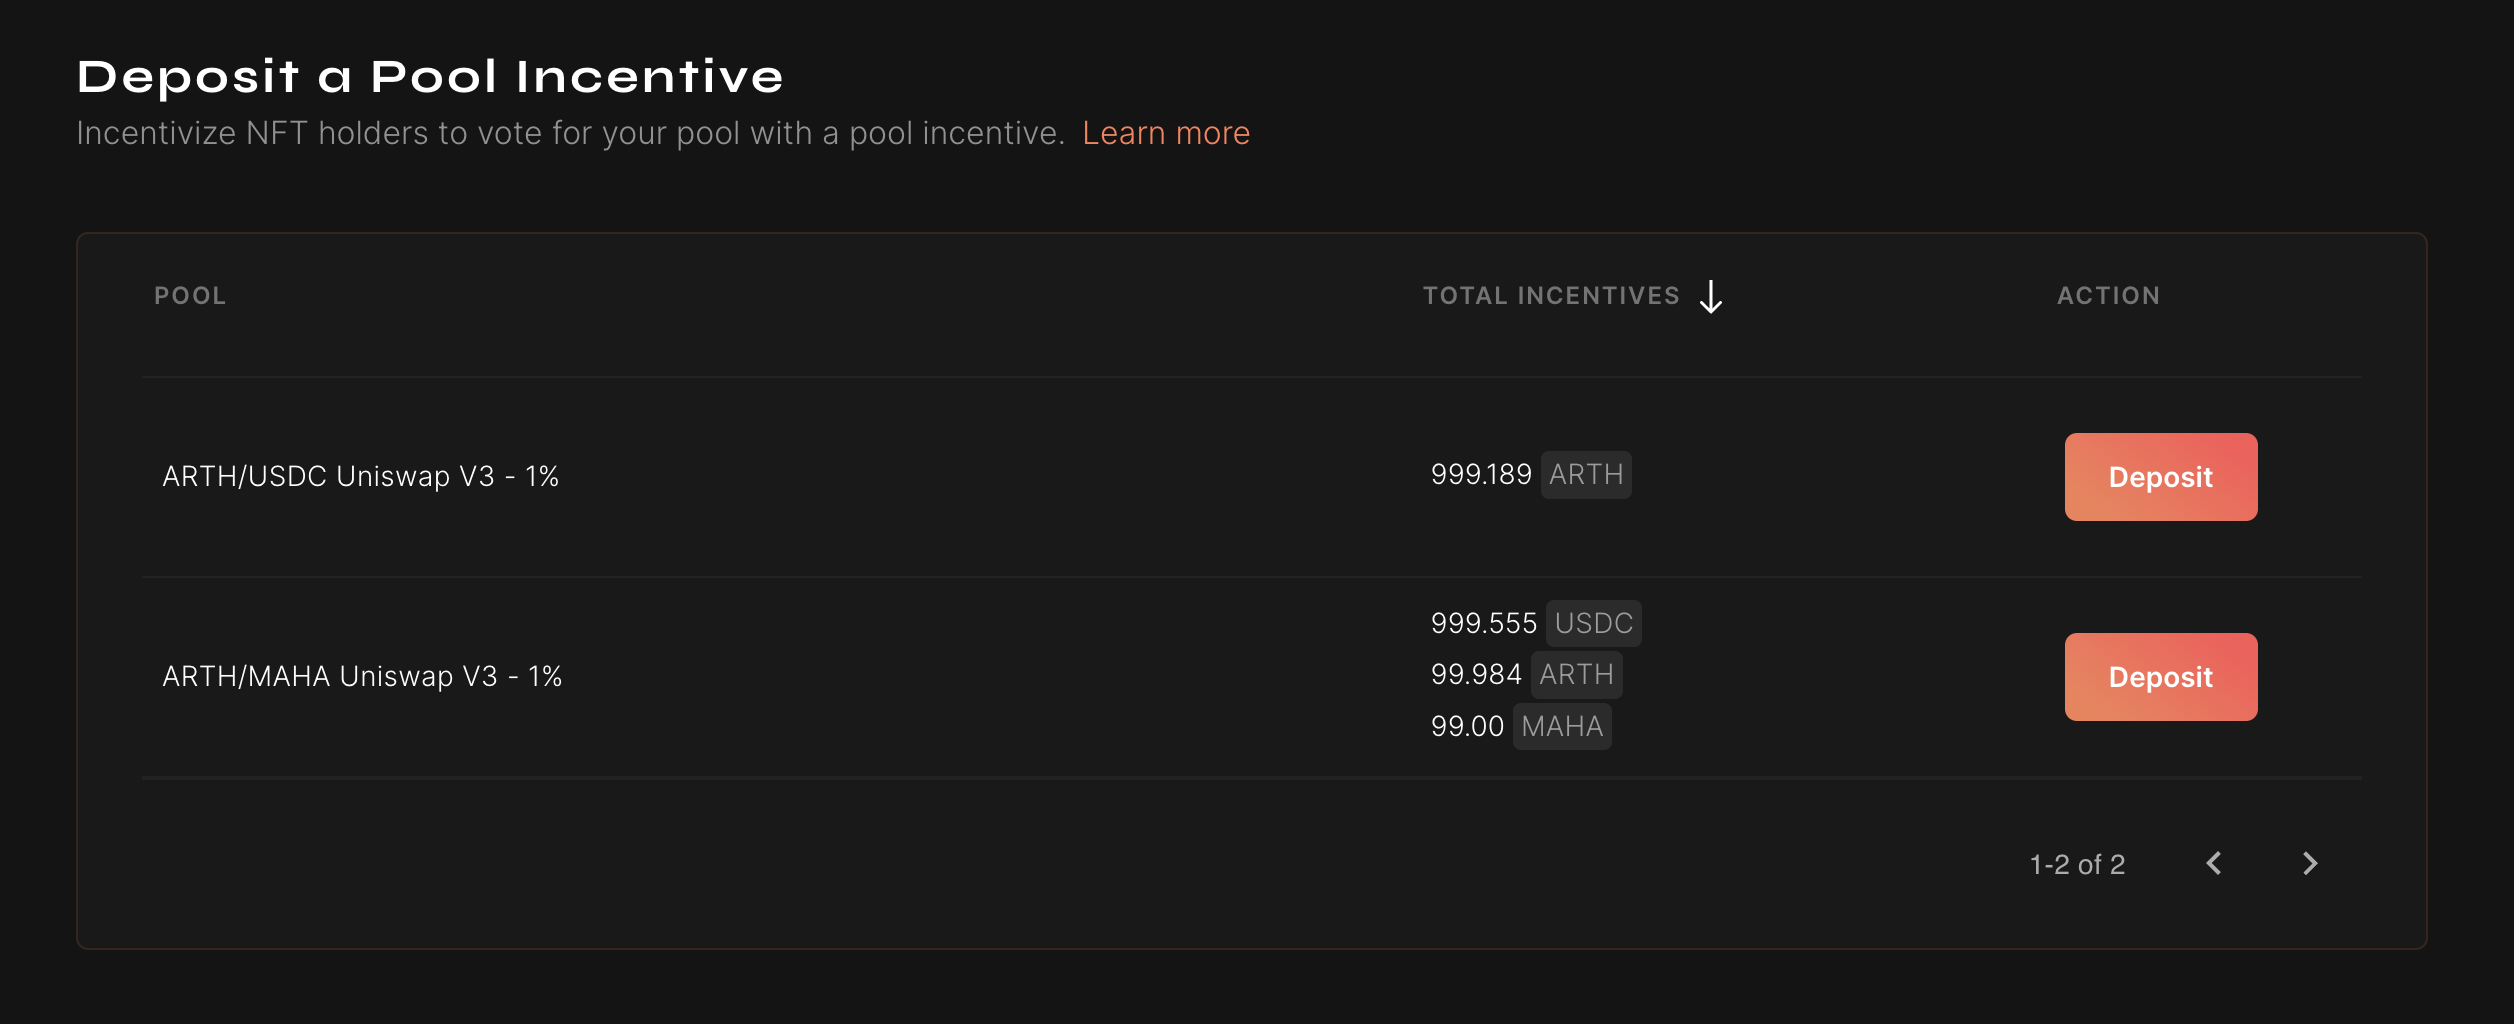 Deposit a Pool Incentive
Incentivize NFT holders to vote for your pool with a pool incentive. Learn more
POOL TOTAL INCENTIVES ACTION
ARTH/USDC Uniswap V3 - 1% 999.189 ARTH Deposit
999.555 USDC
ARTH/MAHA Uniswap V3 - 1% 99.984 ARTH Deposit
99.00 MAHA
1-2 of 2